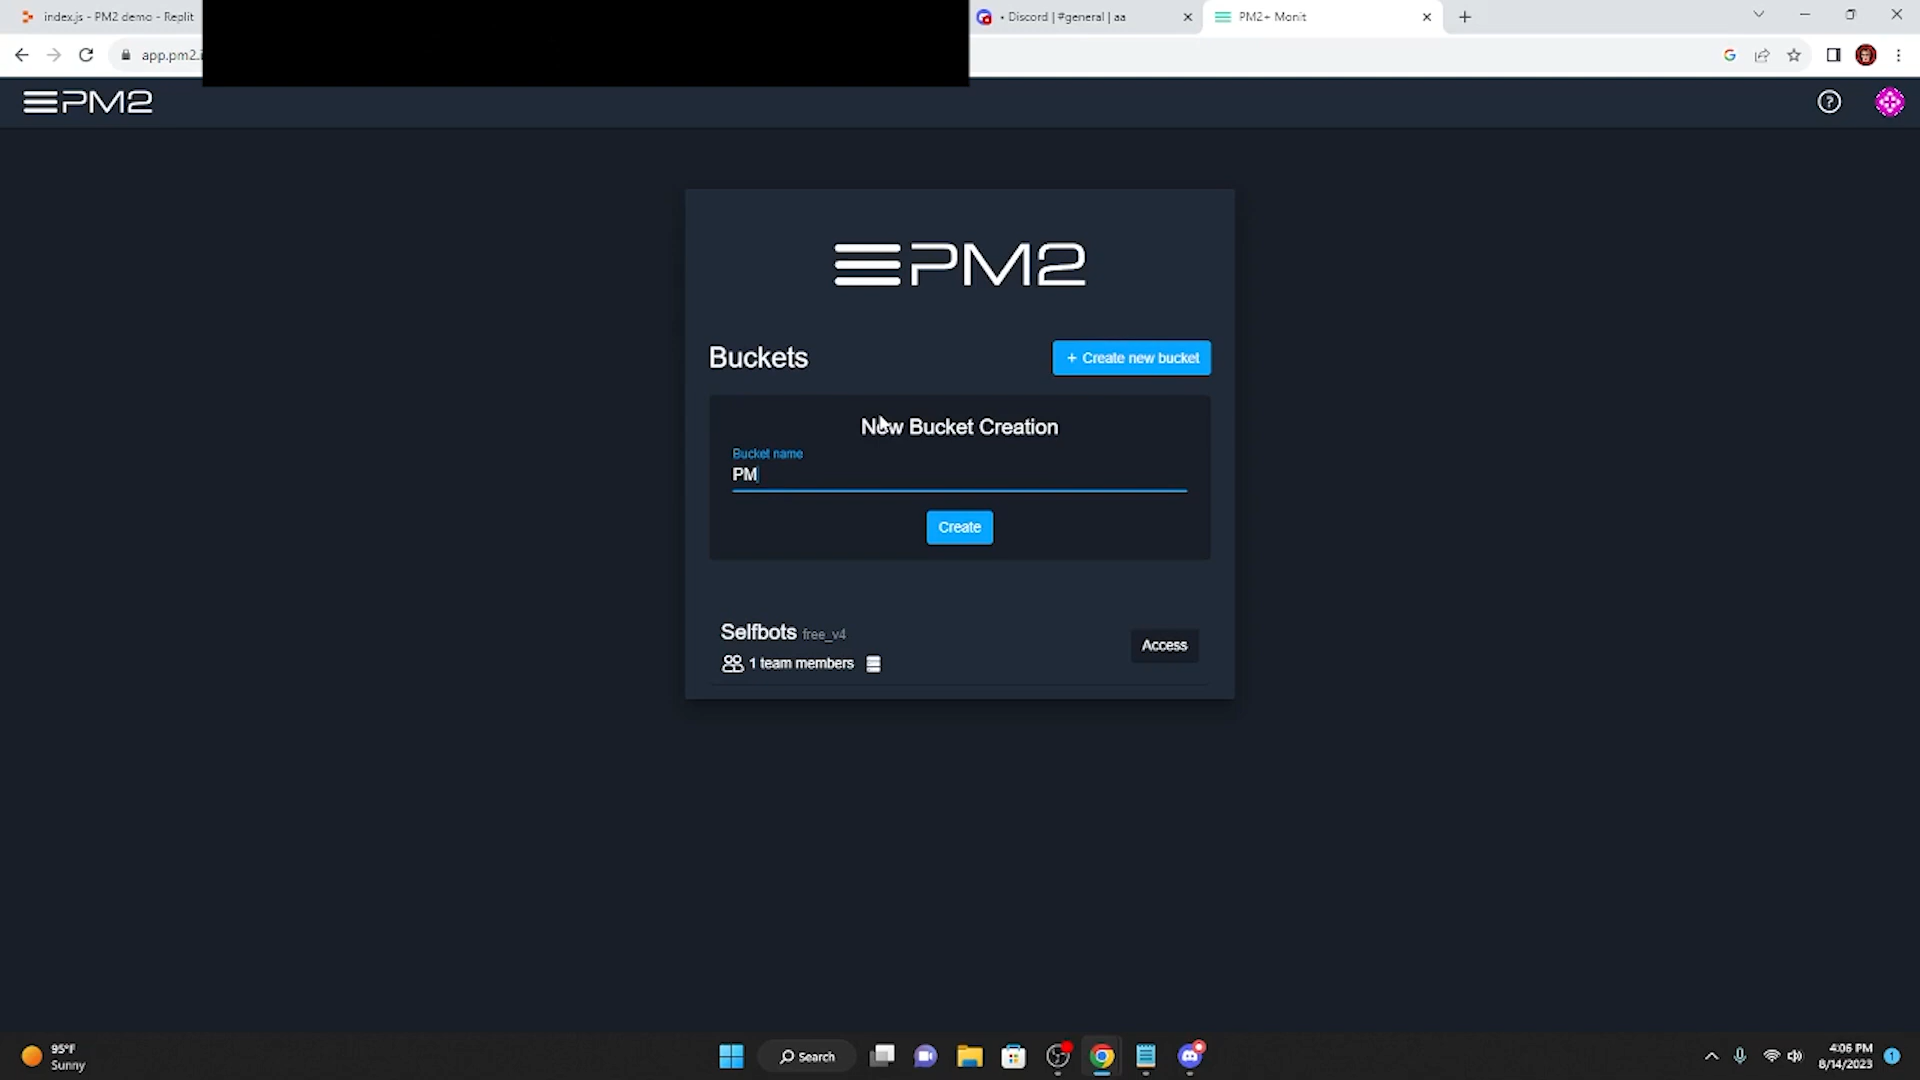 index.js - PM2 demo - Replit
• Discord | #general | aa
PM2+ Monit
app.pm2.i
PM2
PM2
Buckets
+ Create new bucket
New Bucket Creation
Bucket name
PM
Create
Selfbots free_v4
1 team members
Access
95°F
Sunny
Search
4:06 PM
8/14/2023
1